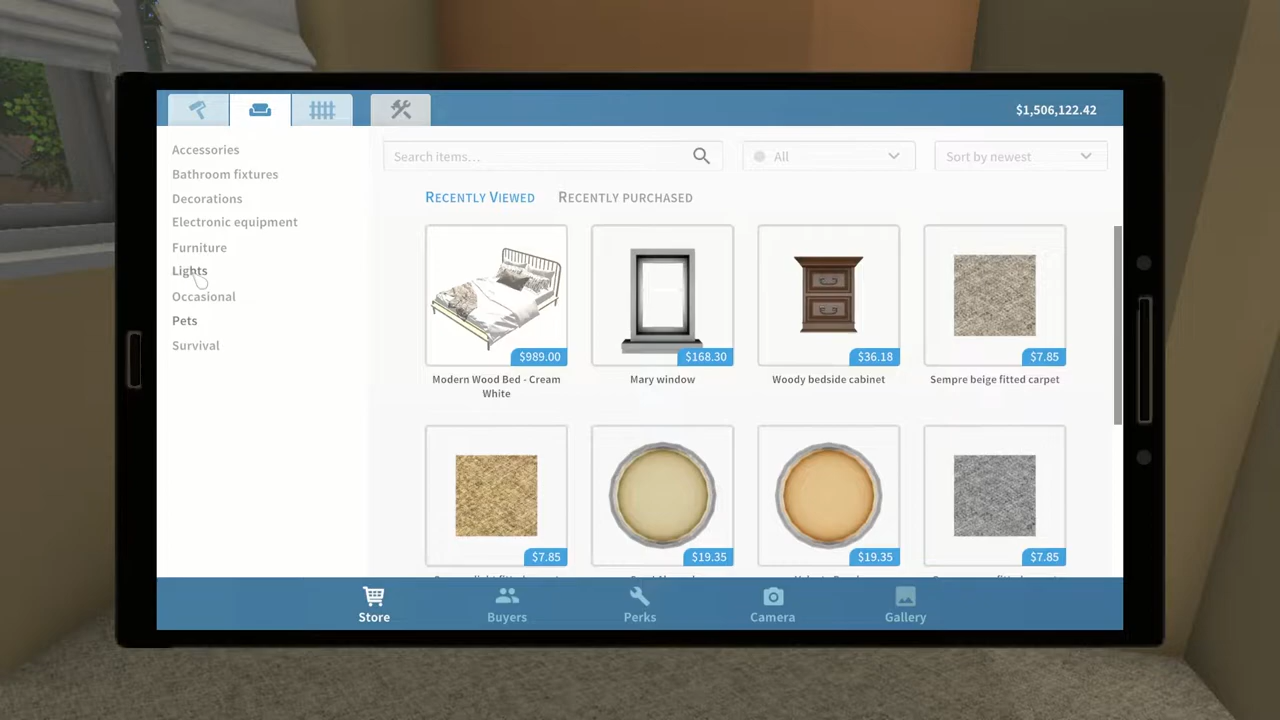 $1,506,122.42
Accessories
Bathroom fixtures
Decorations
Electronic equipment
Furniture
Lights
Occasional
Pets
Survival
Search items...
All
Sort by newest
RECENTLY VIEWED
RECENTLY PURCHASED
$989.00
$168.30
$36.18
$7.85
Modern Wood Bed - Cream
White
Mary window
Woody bedside cabinet
Sempre beige fitted carpet
$7.85
$19.35
$19.35
$7.85
Store
Buyers
Perks
Camera
Gallery